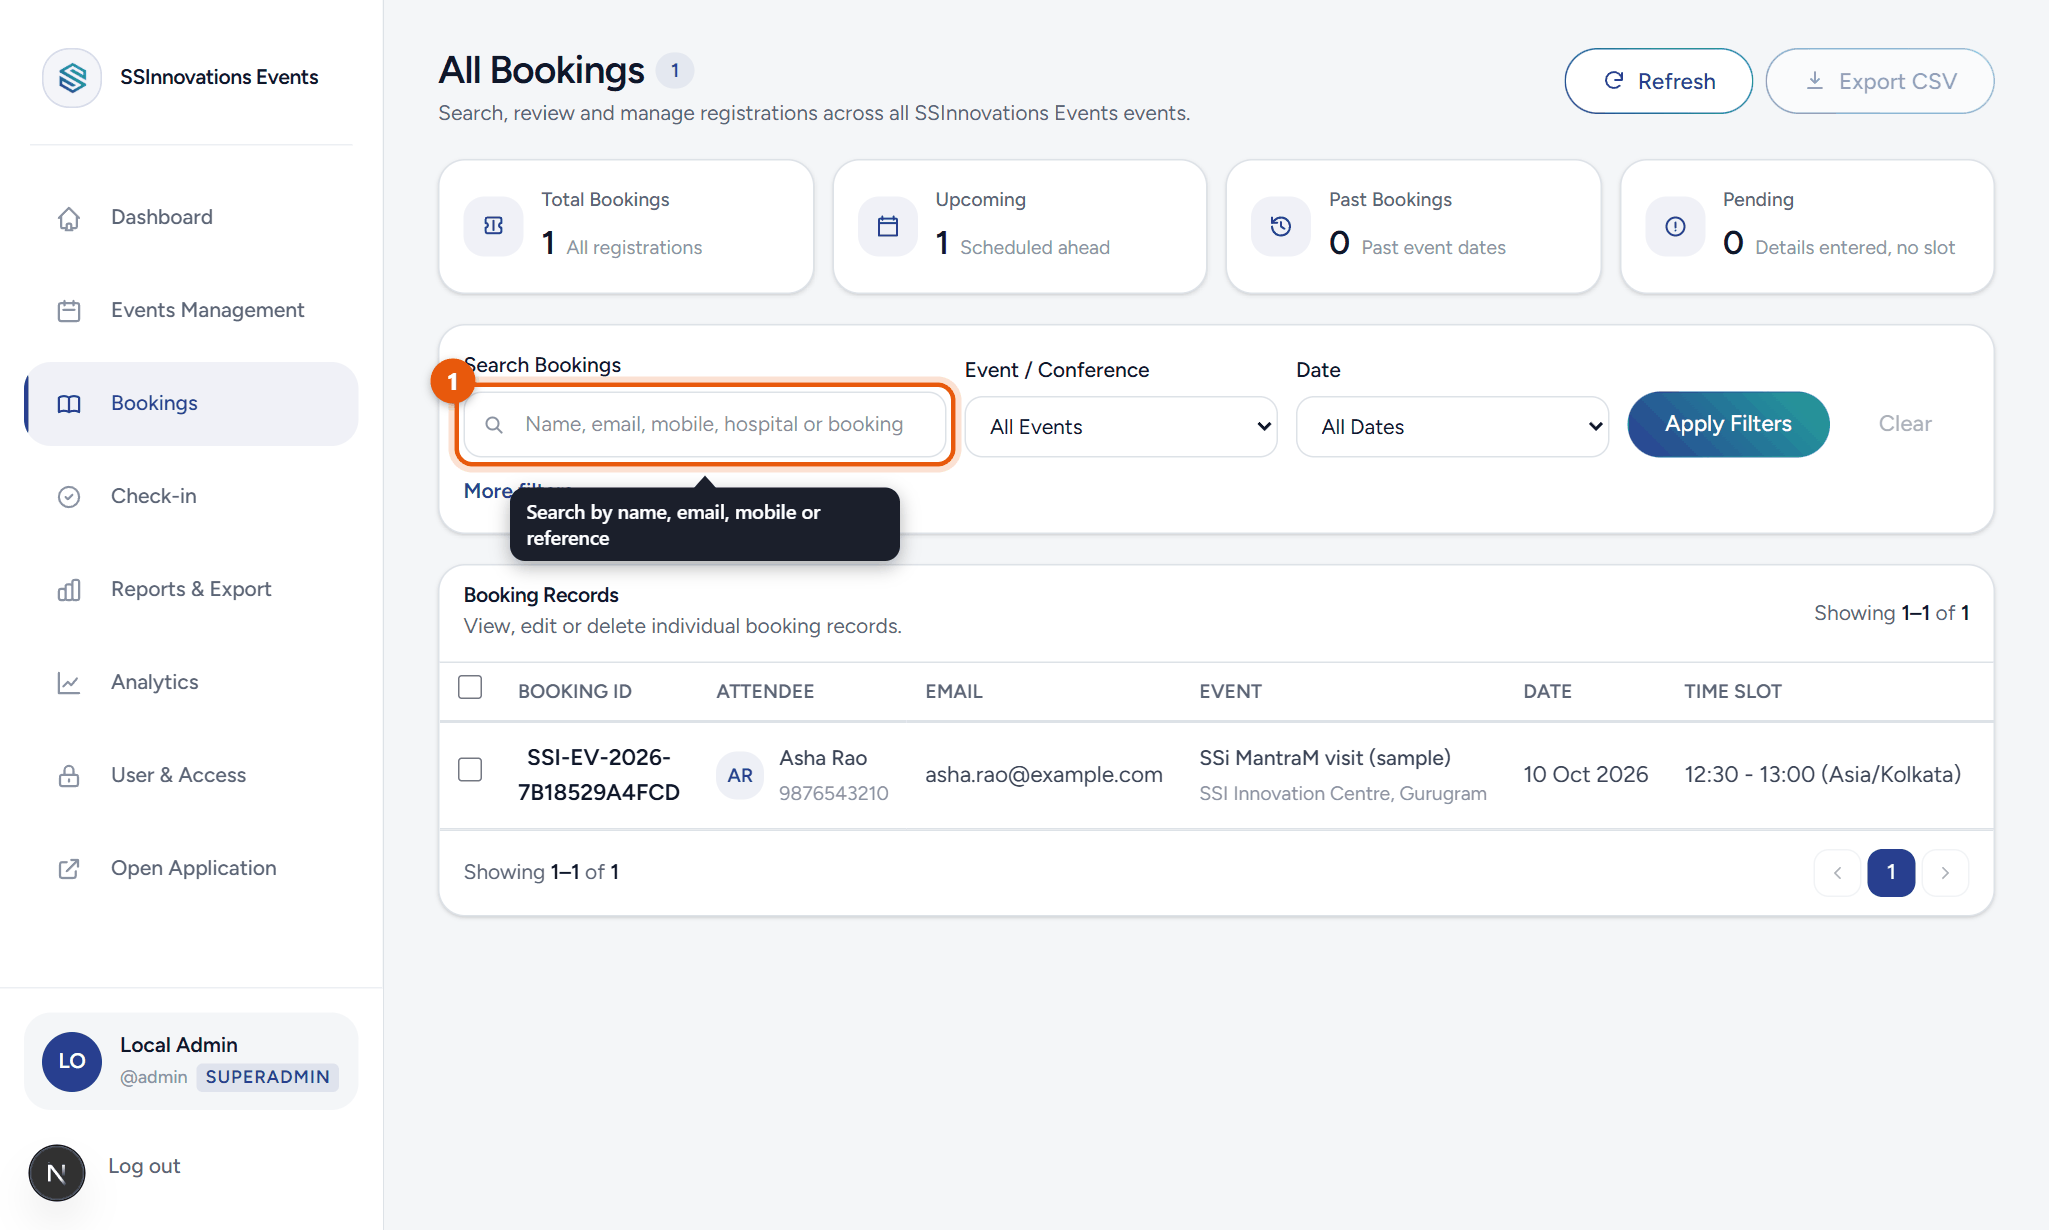 SSInnovations Events
Dashboard
Events Management
Bookings
Check-in
Reports & Export
Analytics
User & Access
Open Application
LO
Local Admin
@admin SUPERADMIN
N
Log out
All Bookings 1
Search, review and manage registrations across all SSInnovations Events events.
Refresh
Export CSV
Total Bookings
1 All registrations
Upcoming
1 Scheduled ahead
Past Bookings
0 Past event dates
Pending
0 Details entered, no slot
1
Search Bookings
Name, email, mobile, hospital or booking
Event / Conference
All Events
Date
All Dates
Apply Filters
Clear
More filters
Search by name, email, mobile or
reference
Booking Records
View, edit or delete individual booking records.
Showing 1–1 of 1
BOOKING ID ATTENDEE EMAIL EVENT DATE TIME SLOT
SSI-EV-2026-
7B18529A4FCD
AR
Asha Rao
9876543210
asha.rao@example.com
SSi MantraM visit (sample)
SSI Innovation Centre, Gurugram
10 Oct 2026
12:30 - 13:00 (Asia/Kolkata)
Showing 1–1 of 1
1